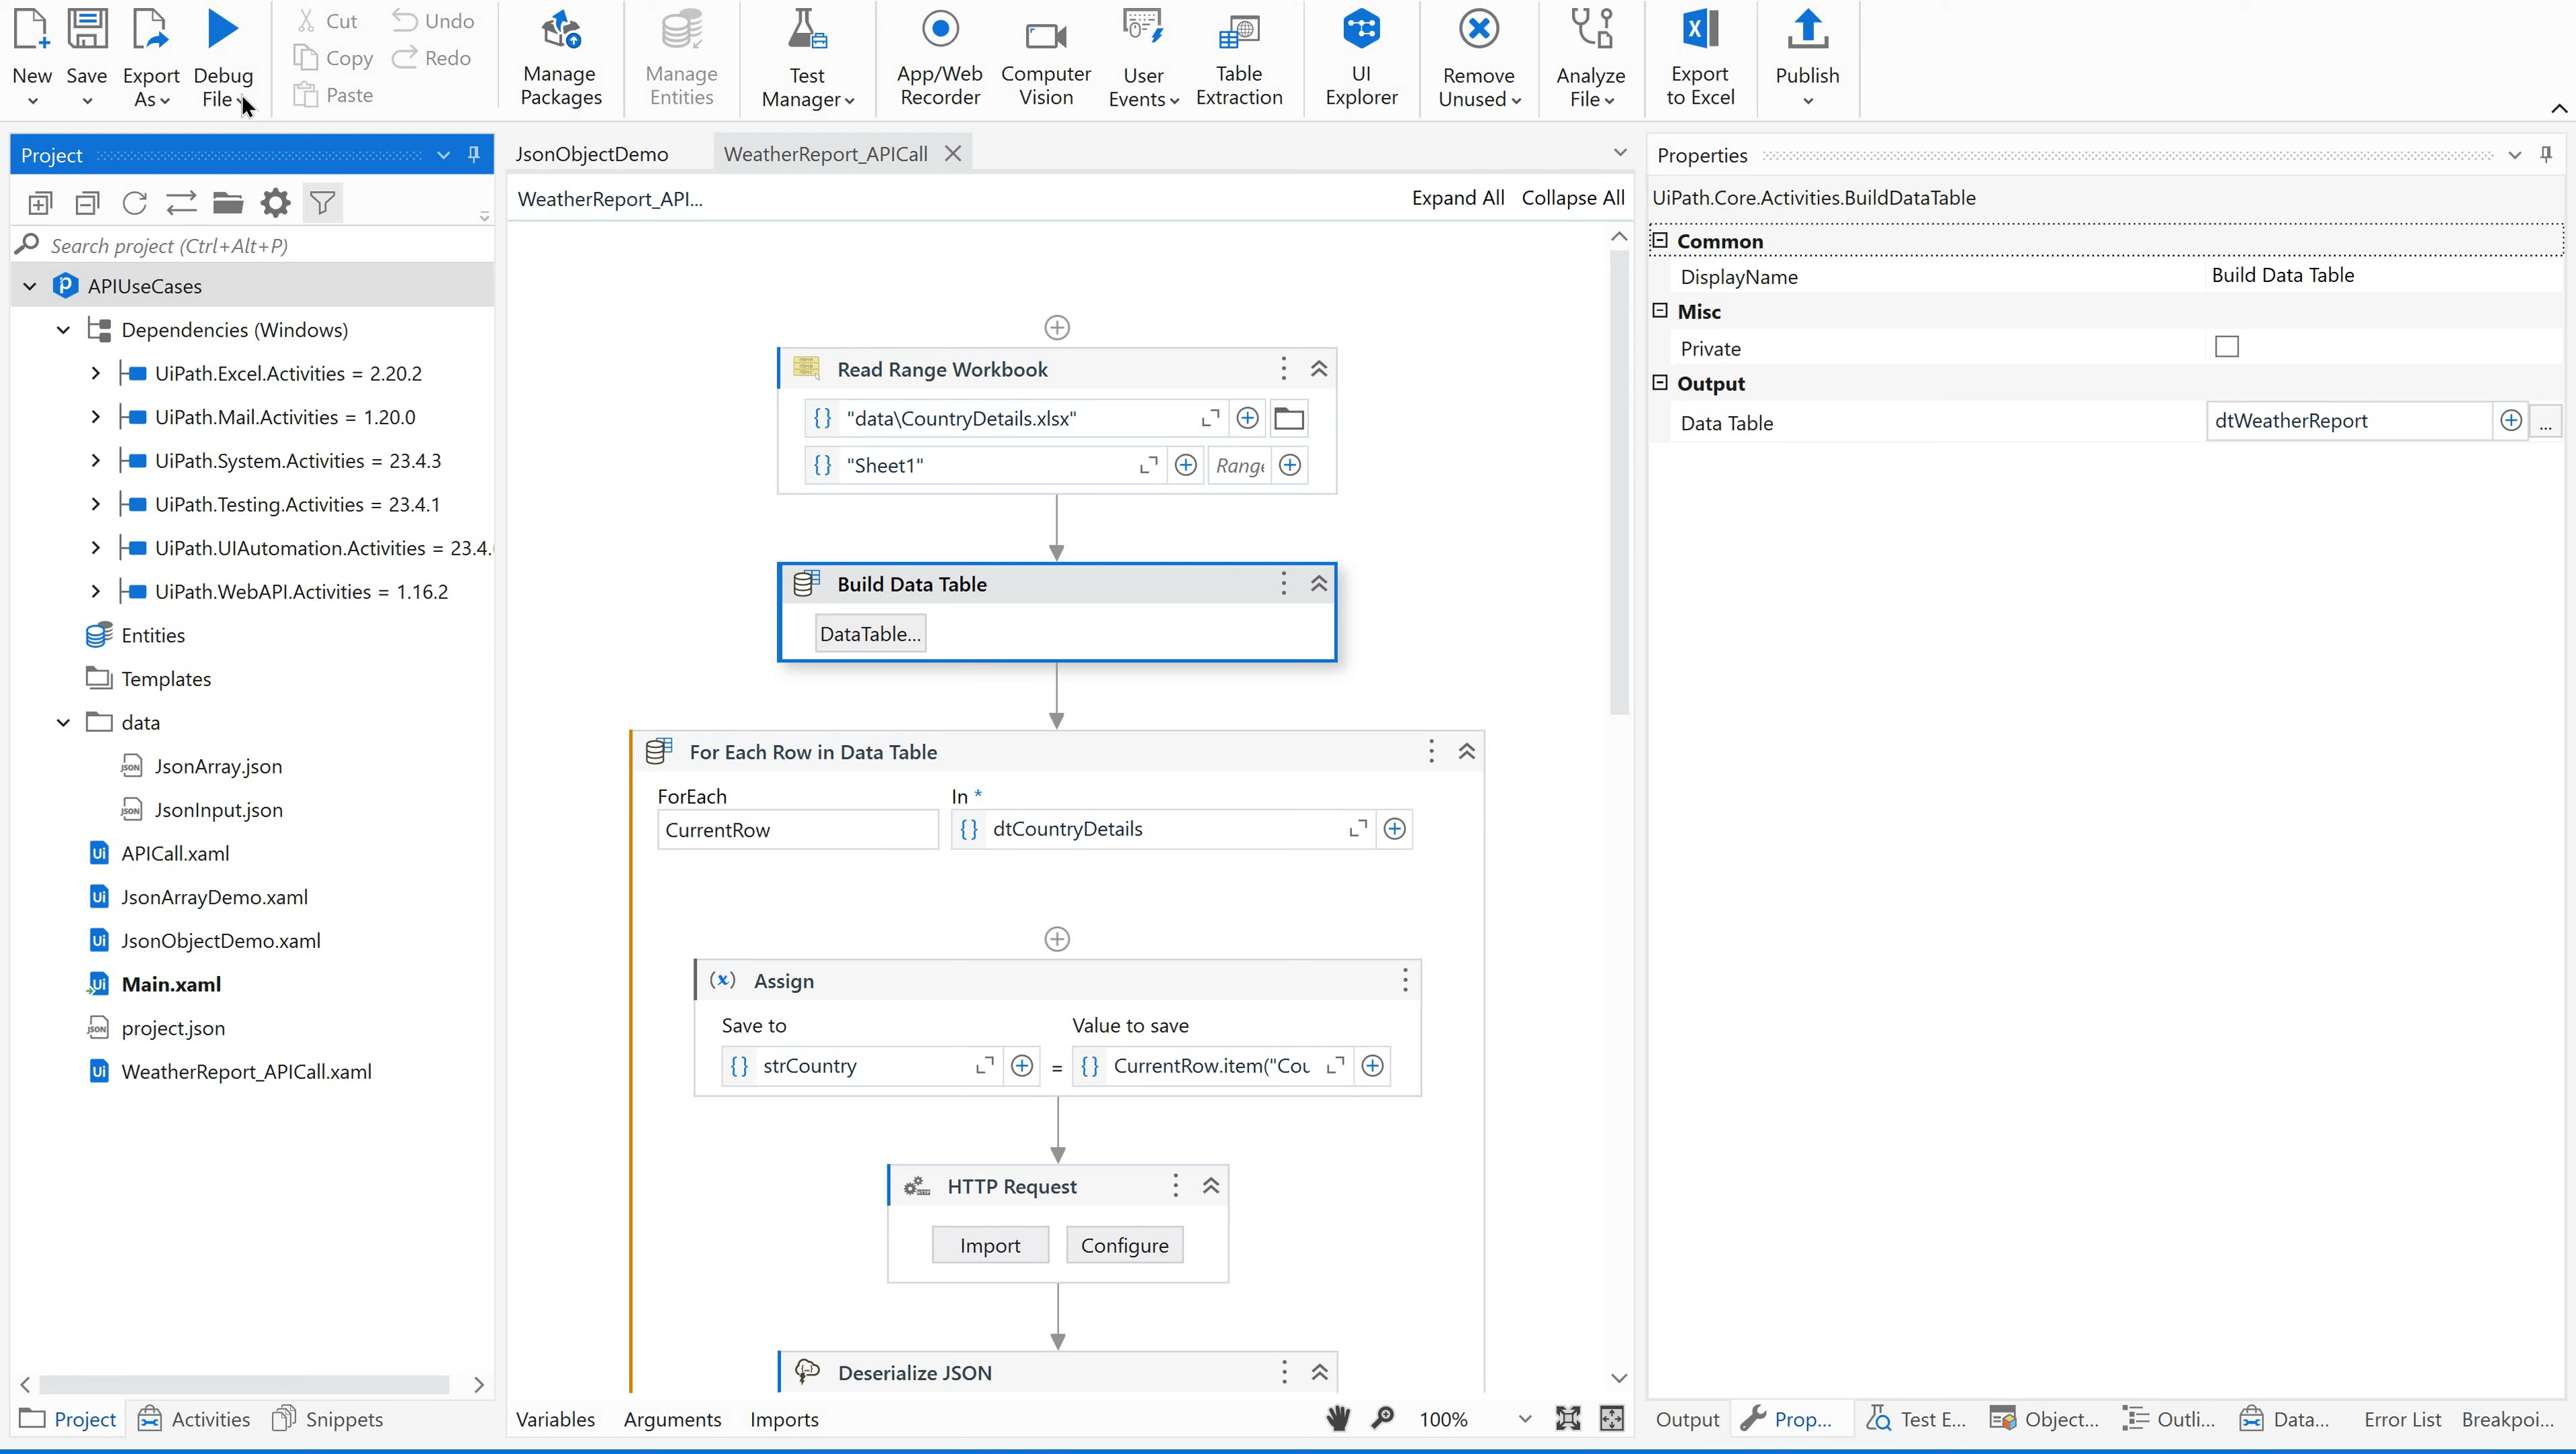 New
Save
Export As
Debug File
Cut
Copy
Paste
Undo
Redo
Manage Packages
Manage Entities
Test Manager
App/Web Recorder
Computer Vision
User Events
Table Extraction
UI Explorer
Remove Unused
Analyze File
Export to Excel
Publish
Project
Search project (Ctrl+Alt+P)
APIUseCases
Dependencies (Windows)
UiPath.Excel.Activities = 2.20.2
UiPath.Mail.Activities = 1.20.0
UiPath.System.Activities = 23.4.3
UiPath.Testing.Activities = 23.4.1
UiPath.UIAutomation.Activities = 23.4.
UiPath.WebAPI.Activities = 1.16.2
Entities
Templates
data
JsonArray.json
JsonInput.json
APICall.xaml
JsonArrayDemo.xaml
JsonObjectDemo.xaml
Main.xaml
project.json
WeatherReport_APICall.xaml
Project
Activities
Snippets
JsonObjectDemo
WeatherReport_APICall
WeatherReport_API...
Expand All
Collapse All
Read Range Workbook
"data\CountryDetails.xlsx"
"Sheet1"
Range
Build Data Table
DataTable...
For Each Row in Data Table
ForEach
In *
CurrentRow
dtCountryDetails
Assign
Save to
Value to save
strCountry
=
CurrentRow.item("Cou
HTTP Request
Import
Configure
Deserialize JSON
Variables
Arguments
Imports
100%
Properties
UiPath.Core.Activities.BuildDataTable
Common
DisplayName
Build Data Table
Misc
Private
Output
Data Table
dtWeatherReport
...
Output
Prop...
Test E...
Object...
Outli...
Data...
Error List
Breakpoi...